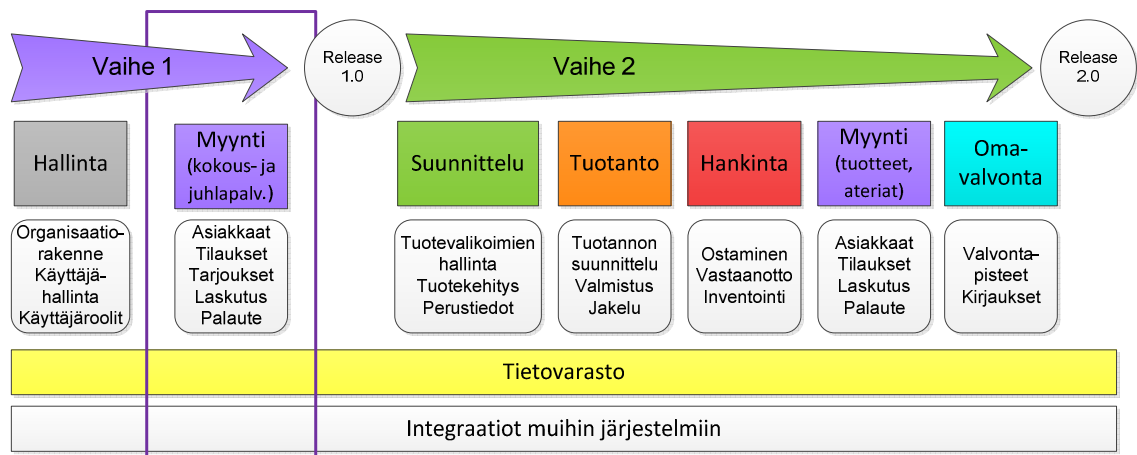 Vaihe 1
Release
1.0
Vaihe 2
Release
2.0
Hallinta
Myynti
(kokous- ja
juhlapalv.)
Suunnittelu
Tuotanto
Hankinta
Myynti
(tuotteet,
ateriat)
Oma-
valvonta
Organisaatio-
rakenne
Käyttäjä-
hallinta
Käyttäjäroolit
Asiakkaat
Tilaukset
Tarjoukset
Laskutus
Palaute
Tuotevalikoimien
hallinta
Tuotekehitys
Perustiedot
Tuotannon
suunnittelu
Valmistus
Jakelu
Ostaminen
Vastaanotto
Inventointi
Asiakkaat
Tilaukset
Laskutus
Palaute
Valvonta-
pisteet
Kirjaukset
Tietovarasto
Integraatiot muihin järjestelmiin